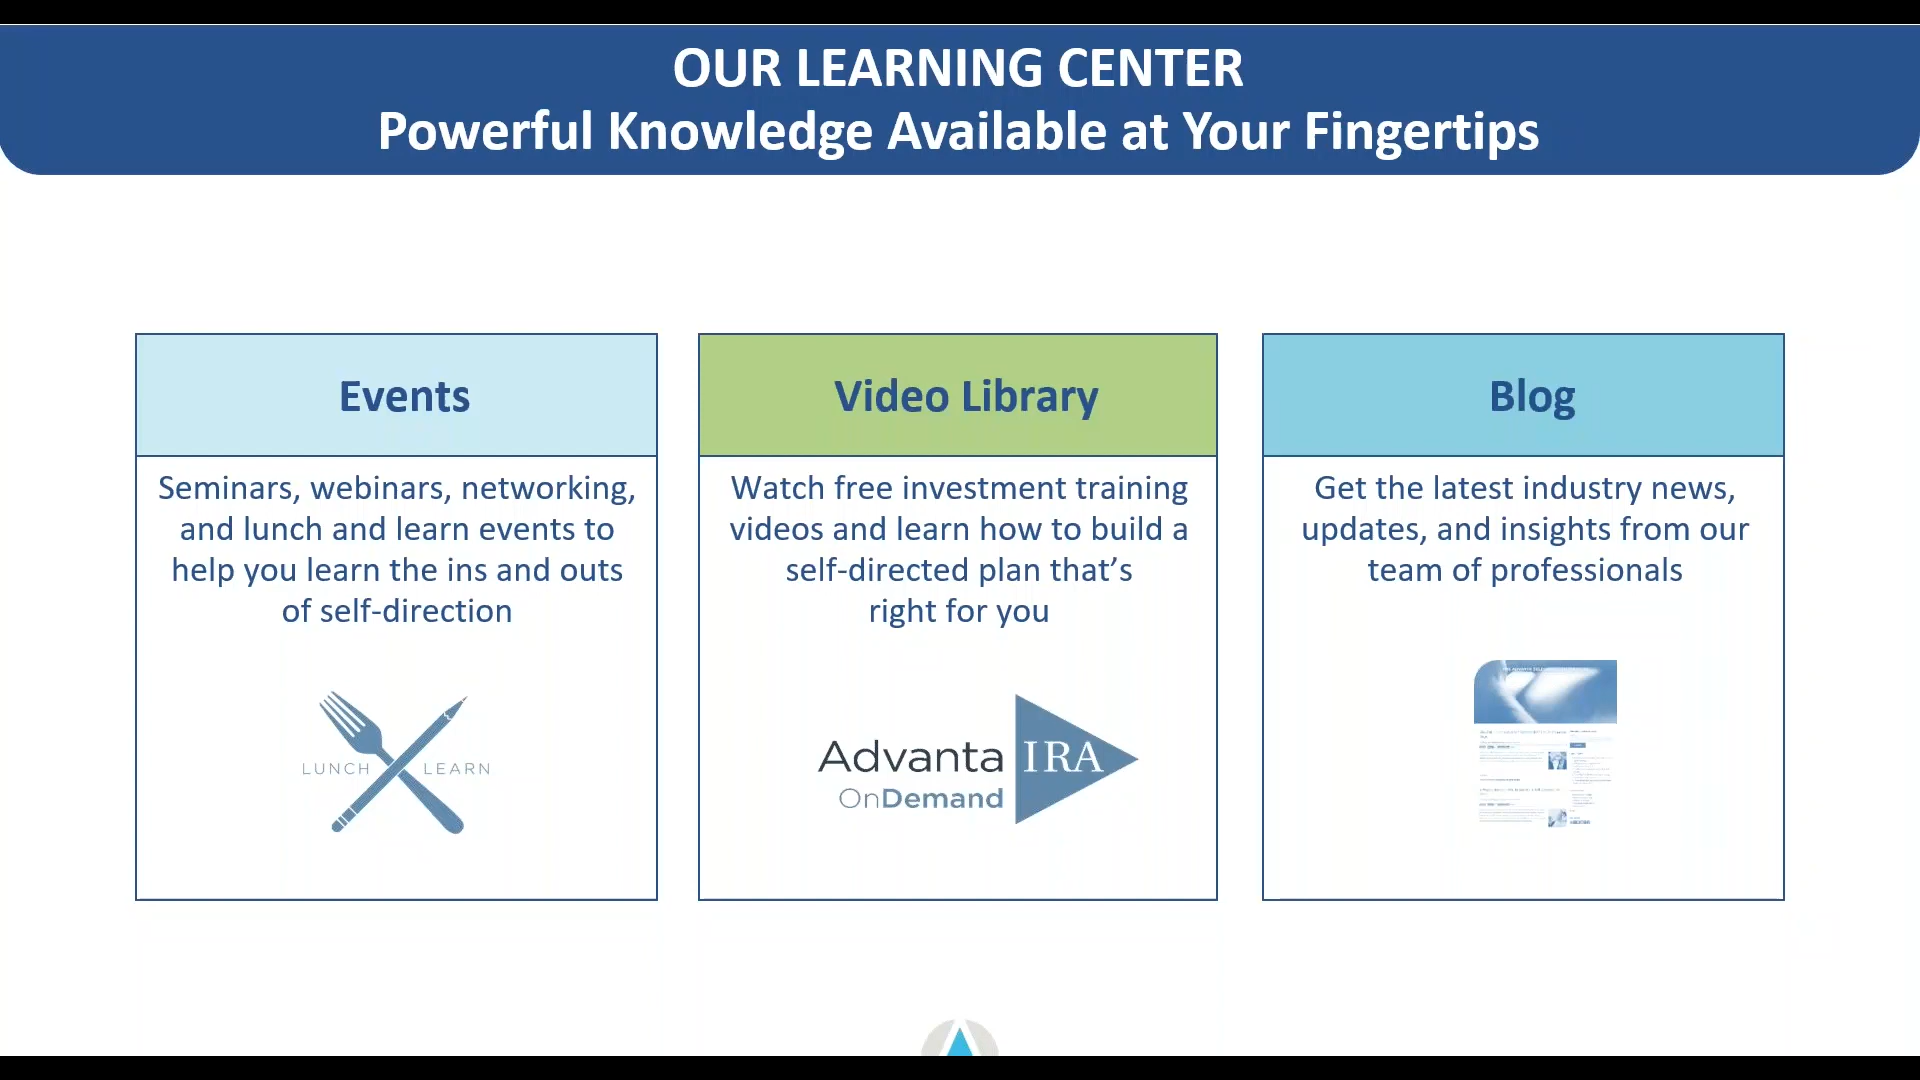 OUR LEARNING CENTER
Powerful Knowledge Available at Your Fingertips
Events
Seminars, webinars, networking,
and lunch and learn events to
help you learn the ins and outs
of self-direction
LUNCH LEARN
Video Library
Watch free investment training
videos and learn how to build a
self-directed plan that’s
right for you
Advanta IRA
OnDemand
Blog
Get the latest industry news,
updates, and insights from our
team of professionals